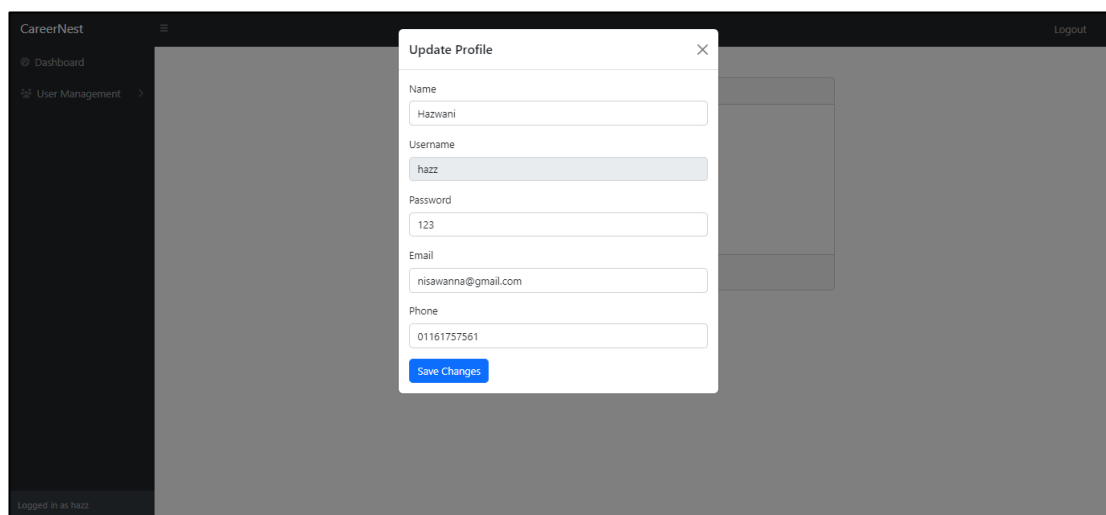 CareerNest
Logout
Dashboard
User Management
Update Profile
Name
Hazwani
Username
hazz
Password
123
Email
nisawanna@gmail.com
Phone
01161757561
Save Changes
Logged in as hazz